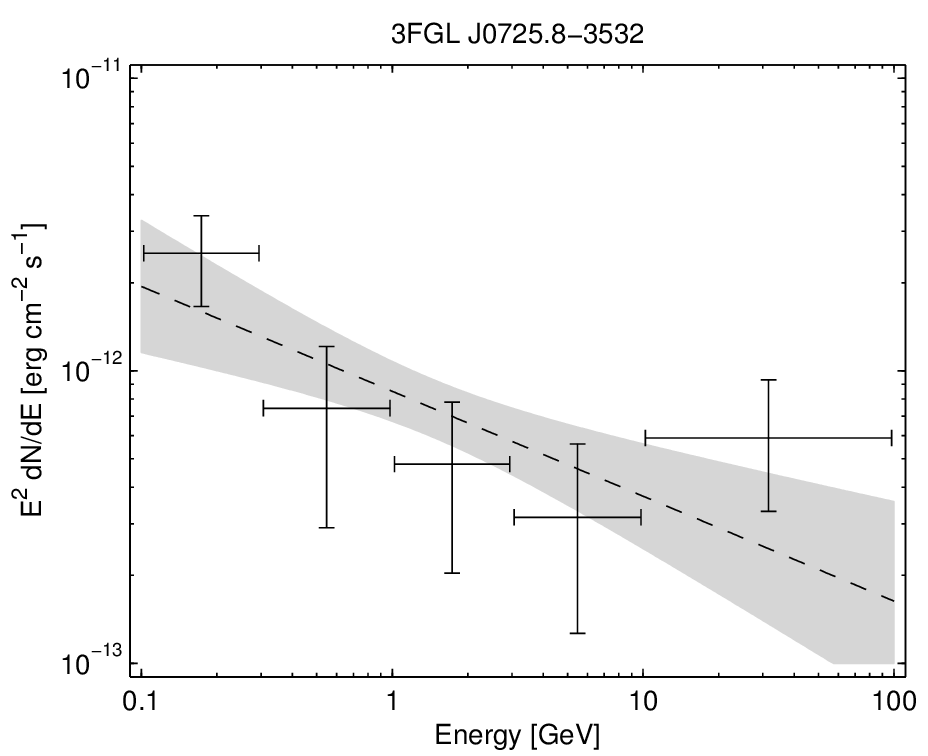 3FGL J0725.8−3532
E² dN/dE [erg cm⁻² s⁻¹]
10⁻¹¹
10⁻¹²
10⁻¹³
0.1 1 10 100
Energy [GeV]